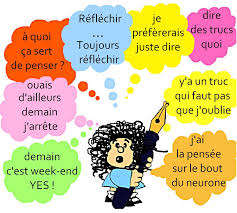 à quoi
ça sert
de penser ?
Réfléchir
...
Toujours
réfléchir
je
préfèrerais
juste dire
dire
des trucs
quoi
ouais
d'ailleurs
demain
j'arrête
y'a un truc
qui faut pas
que j'oublie
demain
c'est week-end
YES !
j'ai
la pensée
sur le bout
du neurone